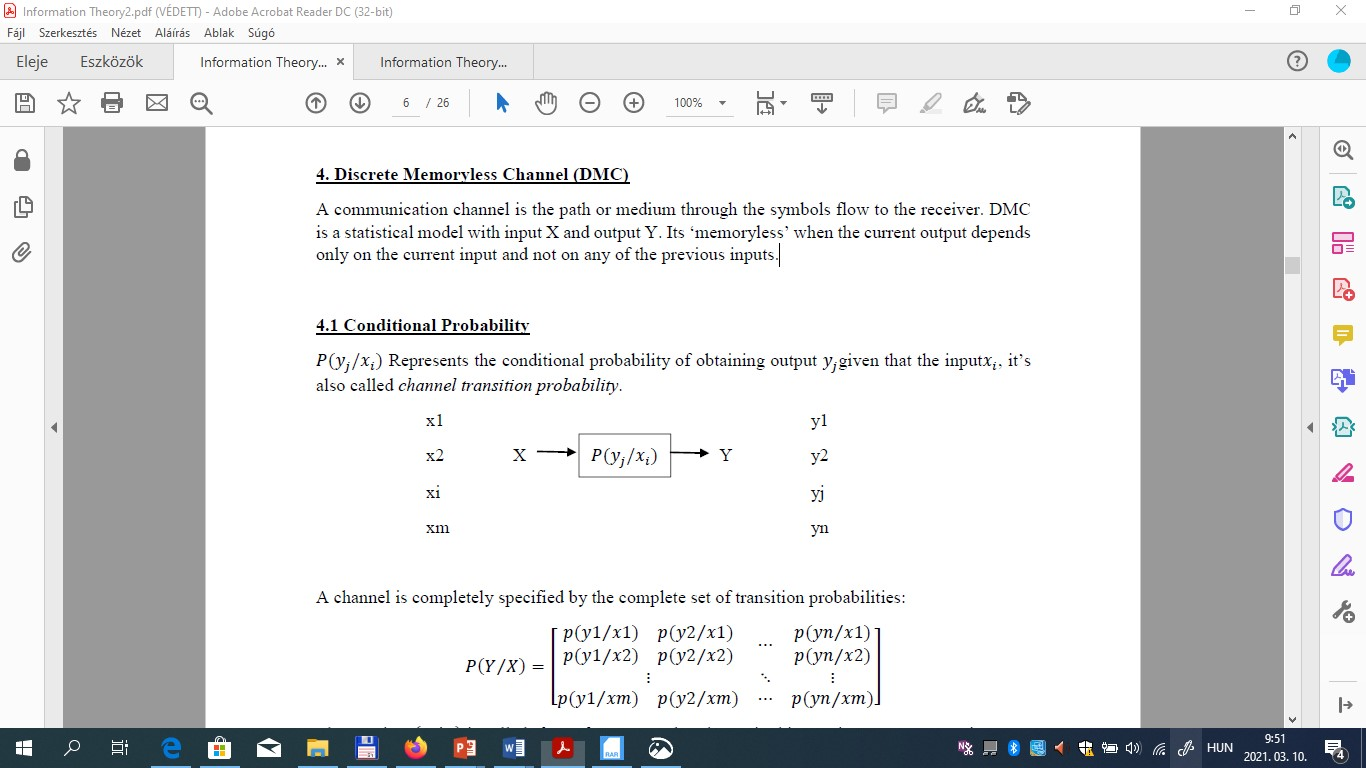 Information Theory2.pdf (VÉDETT) - Adobe Acrobat Reader DC (32-bit)
Fájl Szerkesztés Nézet Aláírás Ablak Súgó
Eleje Eszközök Information Theory... × Information Theory...
6 / 26 100%
4. Discrete Memoryless Channel (DMC)
A communication channel is the path or medium through the symbols flow to the receiver. DMC
is a statistical model with input X and output Y. Its ‘memoryless’ when the current output depends
only on the current input and not on any of the previous inputs.
4.1 Conditional Probability
P(y_j/x_i) Represents the conditional probability of obtaining output y_j given that the inputx_i, it’s
also called channel transition probability.
x1 y1
x2 X P(y_j/x_i) Y y2
xi yj
xm yn
A channel is completely specified by the complete set of transition probabilities:
p(y1/x1) p(y2/x1) ... p(yn/x1)
P(Y/X) = p(y1/x2) p(y2/x2) p(yn/x2)
⋮ ⋱ ⋮
p(y1/xm) p(y2/xm) ⋯ p(yn/xm)
HUN
9:51
2021. 03. 10.
4